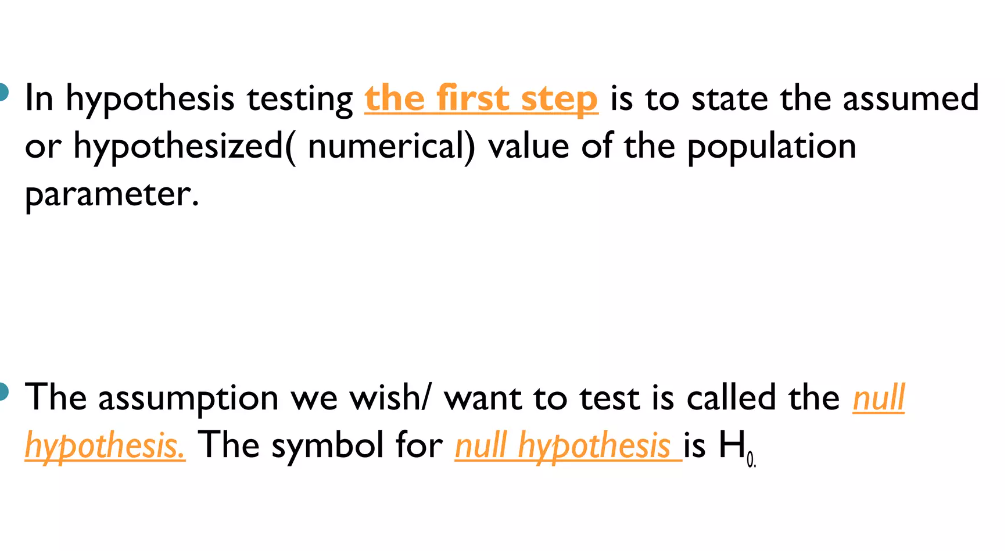 In hypothesis testing the first step is to state the assumed
or hypothesized( numerical) value of the population
parameter.
The assumption we wish/ want to test is called the null
hypothesis. The symbol for null hypothesis is H0.